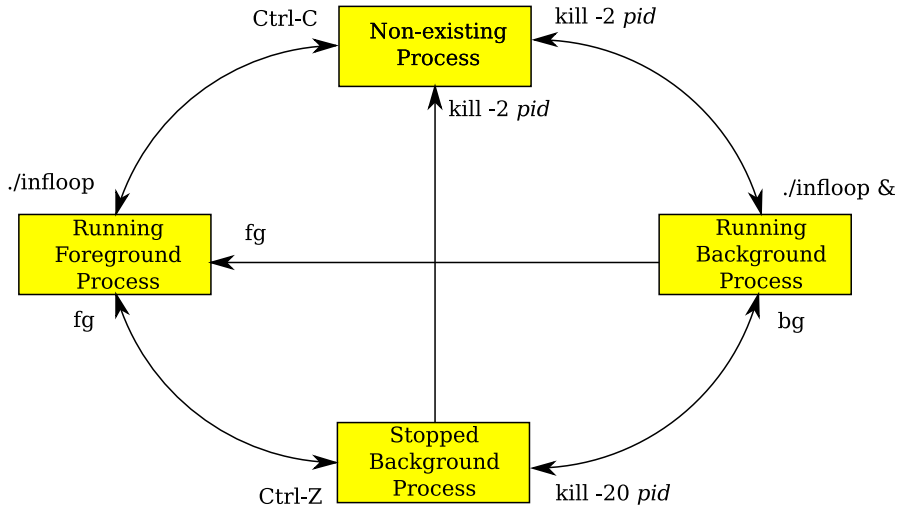 Ctrl-C
Non-existing
Process
kill -2 pid
kill -2 pid
./infloop
./infloop &
Running
Foreground
Process
fg
Running
Background
Process
fg
bg
Stopped
Background
Process
Ctrl-Z
kill -20 pid